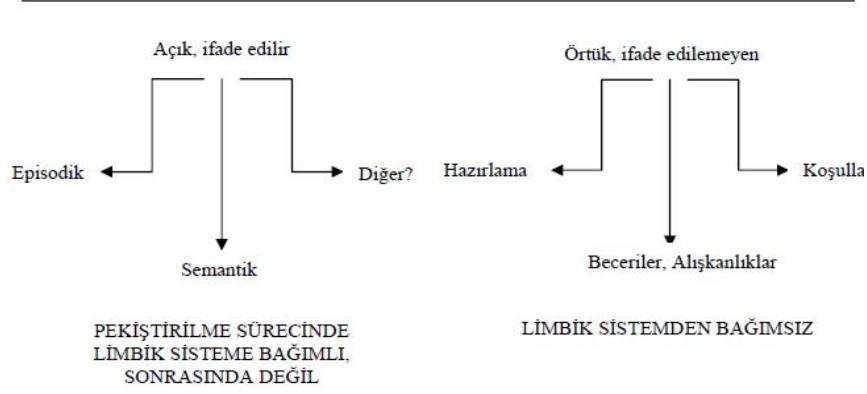 Açık, ifade edilir
Episodik
Diğer?
Semantik
PEKİŞTİRİLME SÜRECİNDE
LİMBİK SİSTEME BAĞIMLI,
SONRASINDA DEĞİL
Örtük, ifade edilemeyen
Hazırlama
Koşulla
Beceriler, Alışkanlıklar
LİMBİK SİSTEMDEN BAĞIMSIZ